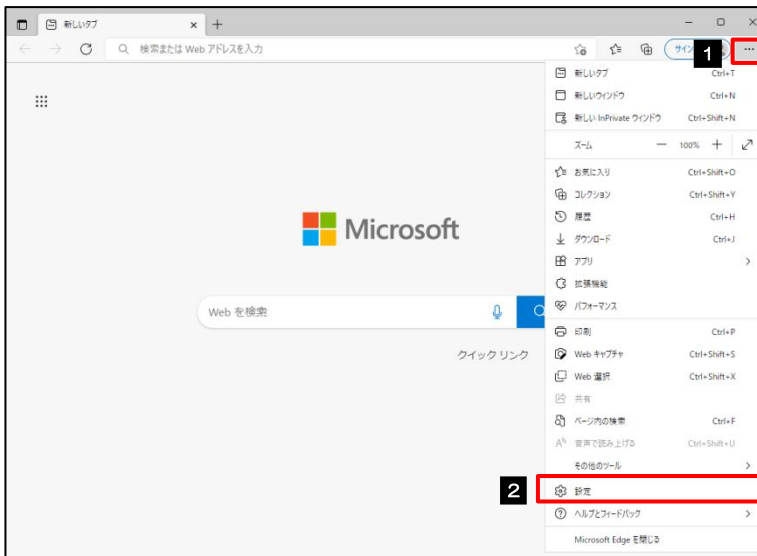 新しいタブ
検索または Web アドレスを入力
1
新しいタブ Ctrl+T
新しいウィンドウ Ctrl+N
新しい InPrivate ウィンドウ Ctrl+Shift+N
ズーム 100%
お気に入り Ctrl+Shift+O
コレクション Ctrl+Shift+Y
履歴 Ctrl+H
ダウンロード Ctrl+J
アプリ
拡張機能
パフォーマンス
印刷 Ctrl+P
Web キャプチャ Ctrl+Shift+S
Web 選択 Ctrl+Shift+X
共有
ページ内の検索 Ctrl+F
音声で読み上げる Ctrl+Shift+U
その他のツール
2
設定
ヘルプとフィードバック
Microsoft Edge を閉じる
Microsoft
Web を検索
クイック リンク